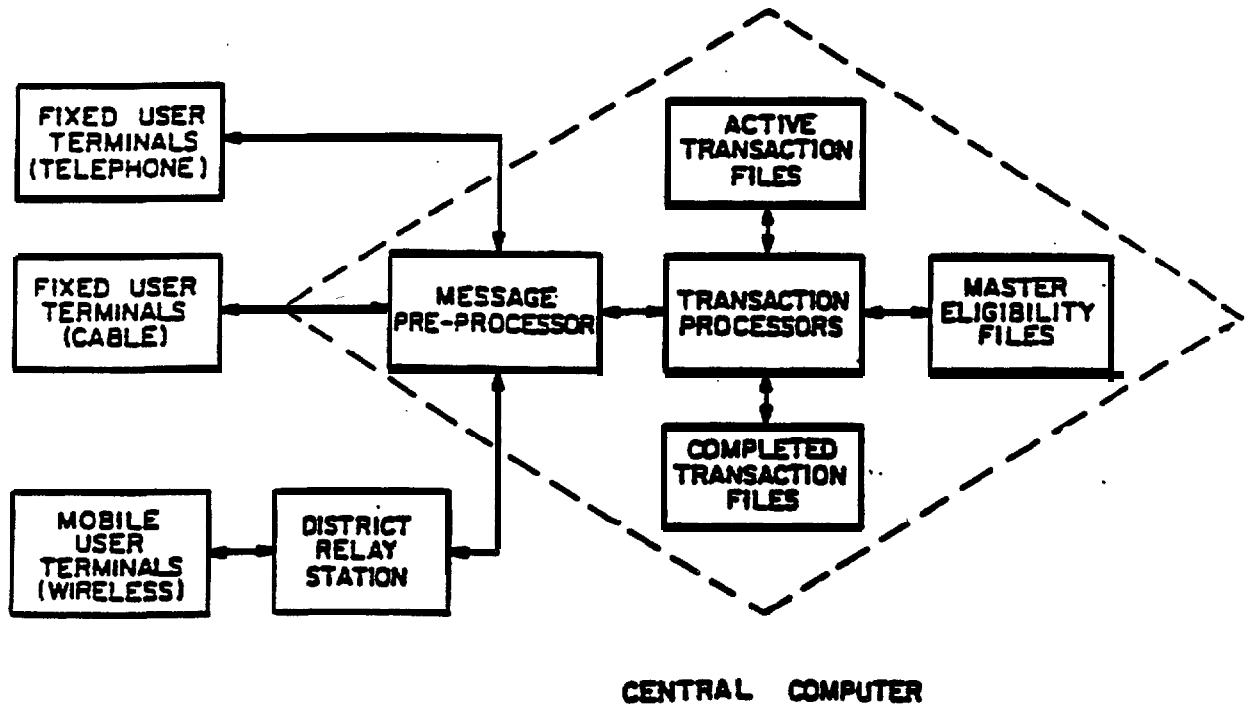 FIXED USER
TERMINALS
(TELEPHONE)
ACTIVE
TRANSACTION
FILES
FIXED USER
TERMINALS
(CABLE)
MESSAGE
PRE-PROCESSOR
TRANSACTION
PROCESSORS
MASTER
ELIGIBILITY
FILES
COMPLETED
TRANSACTION
FILES
MOBILE
USER
TERMINALS
(WIRELESS)
DISTRICT
RELAY
STATION
CENTRAL COMPUTER